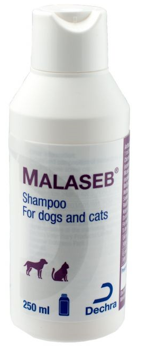 MALASEB®
Shampoo
For dogs and cats
250 ml
Dechra